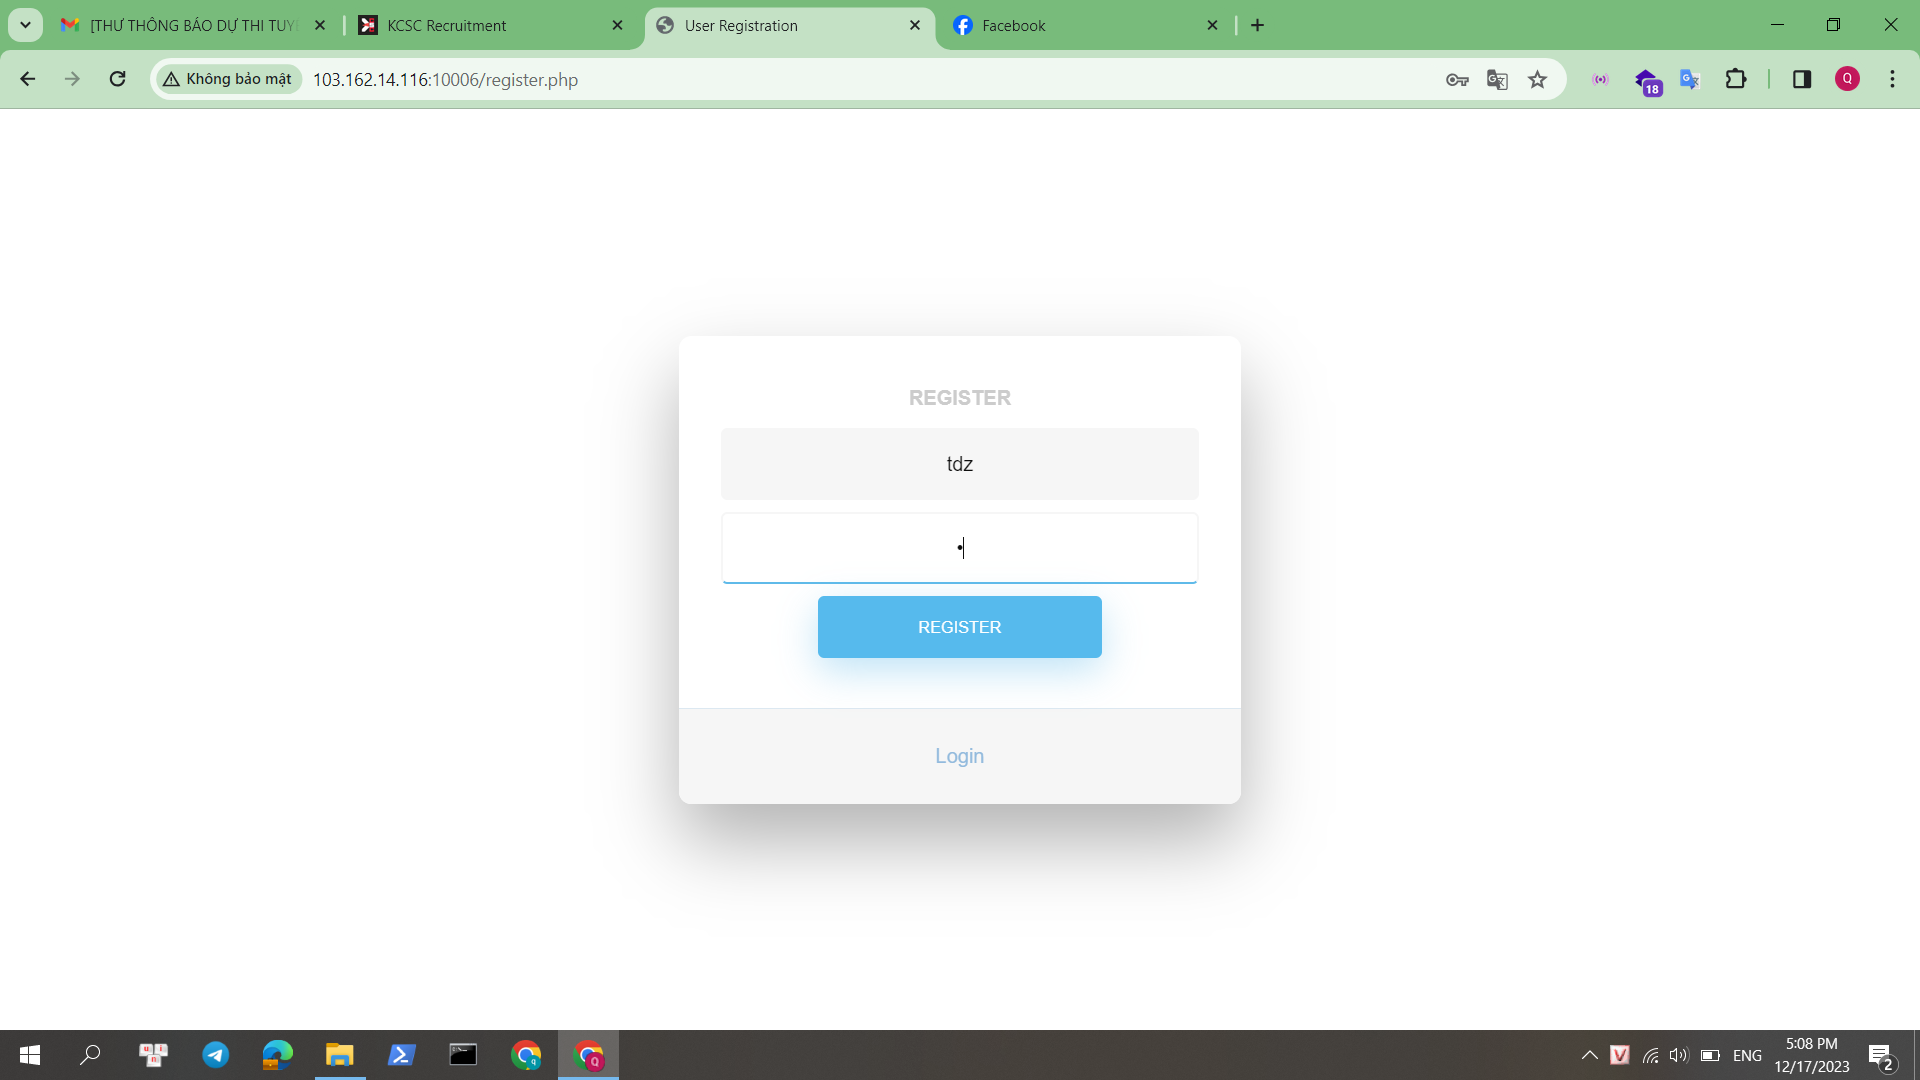 [THƯ THÔNG BÁO DỰ THI TUY
KCSC Recruitment
User Registration
Facebook
Không bảo mật
103.162.14.116:10006/register.php
18
Q
REGISTER
tdz
REGISTER
Login
ENG
5:08 PM
12/17/2023
2